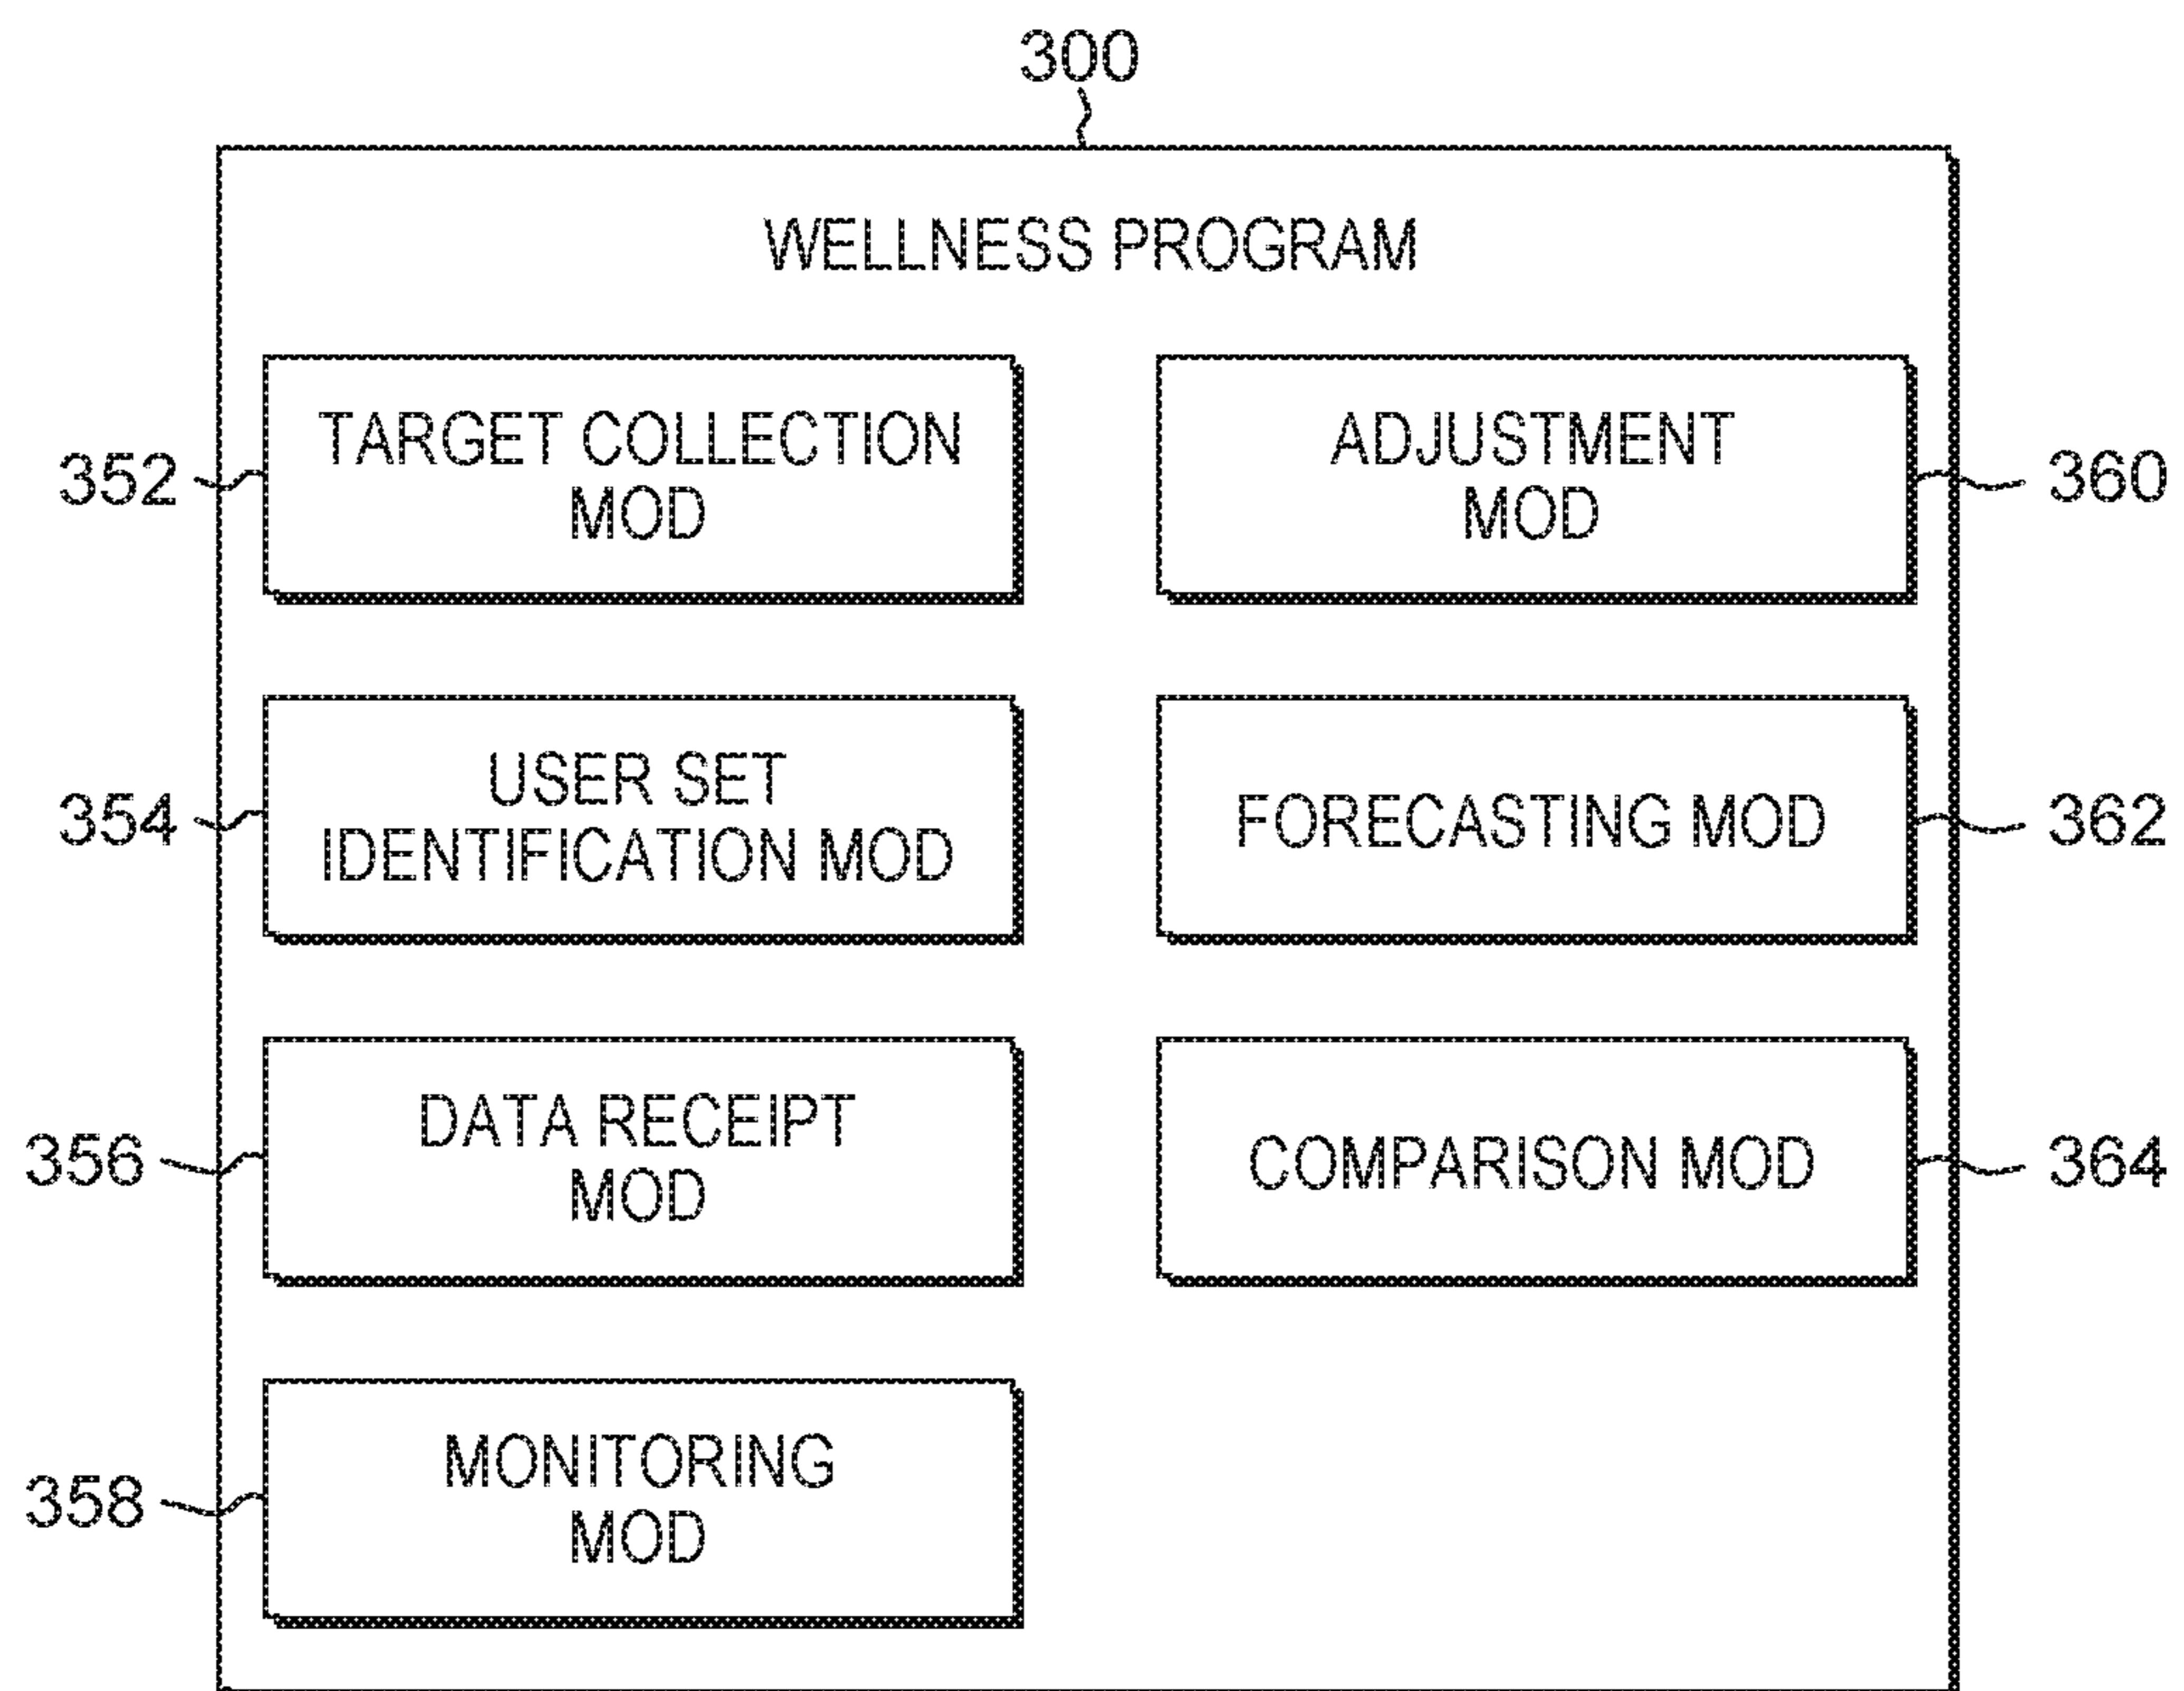 300
WELLNESS PROGRAM
352
TARGET COLLECTION
MOD
354
USER SET
IDENTIFICATION MOD
356
DATA RECEIPT
MOD
358
MONITORING
MOD
ADJUSTMENT
MOD
360
FORECASTING MOD
362
COMPARISON MOD
364